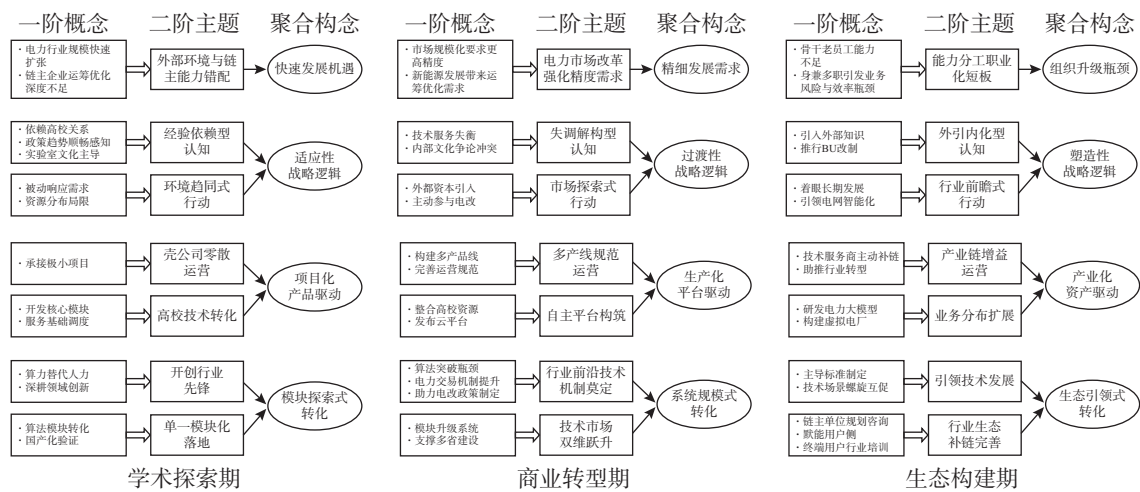 一阶概念 二阶主题 聚合构念
· 电力行业规模快速
扩张
· 链主企业运筹优化
深度不足
外部环境与链
主能力错配
快速发展机遇
· 依赖高校关系
· 政策趋势顺畅感知
· 实验室文化主导
经验依赖型
认知
· 被动响应需求
· 资源分布局限
环境趋同式
行动
适应性
战略逻辑
· 承接极小项目
壳公司零散
运营
· 开发核心模块
· 服务基础调度
高校技术转化
项目化
产品驱动
· 算力替代人力
· 深耕领域创新
开创行业
先锋
· 算法模块转化
· 国产化验证
单一模块化
落地
模块探索式
转化
学术探索期
一阶概念 二阶主题 聚合构念
· 市场规模化要求更
高精度
· 新能源发展带来运
筹优化需求
电力市场改革
强化精度需求
精细发展需求
· 技术服务失衡
· 内部文化争论冲突
失调解构型
认知
· 外部资本引入
· 主动参与电改
市场探索式
行动
过渡性
战略逻辑
· 构建多产品线
· 完善运营规范
多产线规范
运营
· 整合高校资源
· 发布云平台
自主平台构筑
生产化
平台驱动
· 算法突破瓶颈
· 电力交易机制提升
· 助力电改政策制定
行业前沿技术
机制奠定
· 模块升级系统
· 支撑多省建设
技术市场
双维跃升
系统规模式
转化
商业转型期
一阶概念 二阶主题 聚合构念
· 骨干老员工能力
不足
· 身兼多职引发业务
风险与效率瓶颈
能力分工职业
化短板
组织升级瓶颈
· 引入外部知识
· 推行BU改制
外引内化型
认知
· 着眼长期发展
· 引领电网智能化
行业前瞻式
行动
塑造性
战略逻辑
· 技术服务商主动补链
· 助推行业转型
产业链增益
运营
· 研发电力大模型
· 构建虚拟电厂
业务分布扩展
产业化
资产驱动
· 主导标准制定
· 技术场景螺旋互促
引领技术发展
· 链主单位规划咨询
· 赋能用户侧
· 终端用户行业培训
行业生态
补链完善
生态引领式
转化
生态构建期